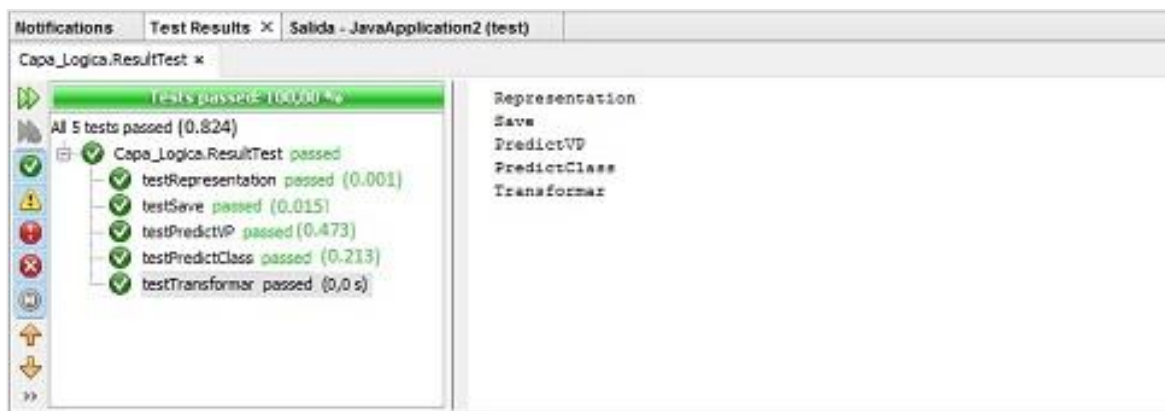 Notifications Test Results × Salida - JavaApplication2 (test)
Capa_Logica.ResultTest ×
Tests passed: 100,00 %
All 5 tests passed (0.824)
Capa_Logica.ResultTest passed
testRepresentation passed (0.001)
testSave passed (0.015)
testPredictVP passed (0.473)
testPredictClass passed (0.213)
testTransformar passed (0,0 s)
Representation
Save
PredictVP
PredictClass
Transformar